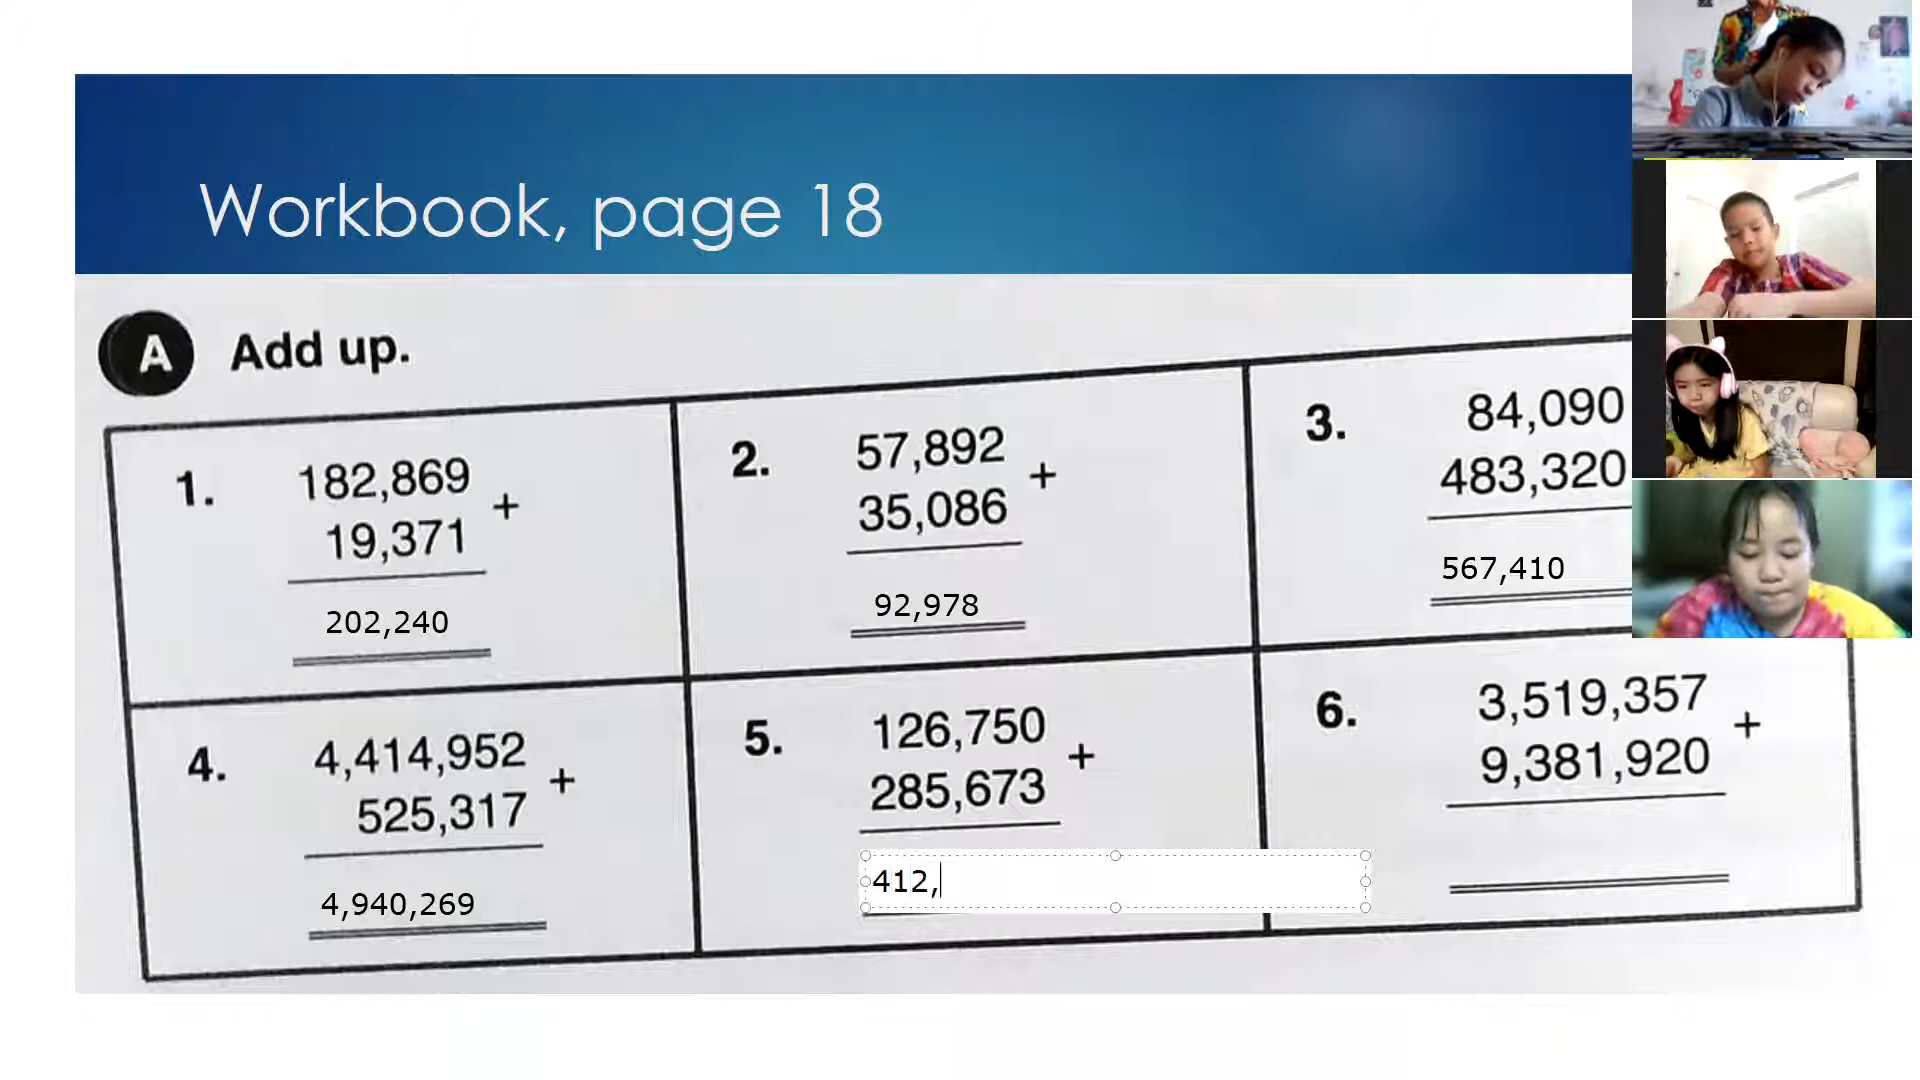 Workbook, page 18
A Add up.
1. 182,869 +
19,371
202,240
2. 57,892 +
35,086
92,978
3. 84,090
483,320
567,410
4. 4,414,952 +
525,317
4,940,269
5. 126,750 +
285,673
412,
6. 3,519,357 +
9,381,920